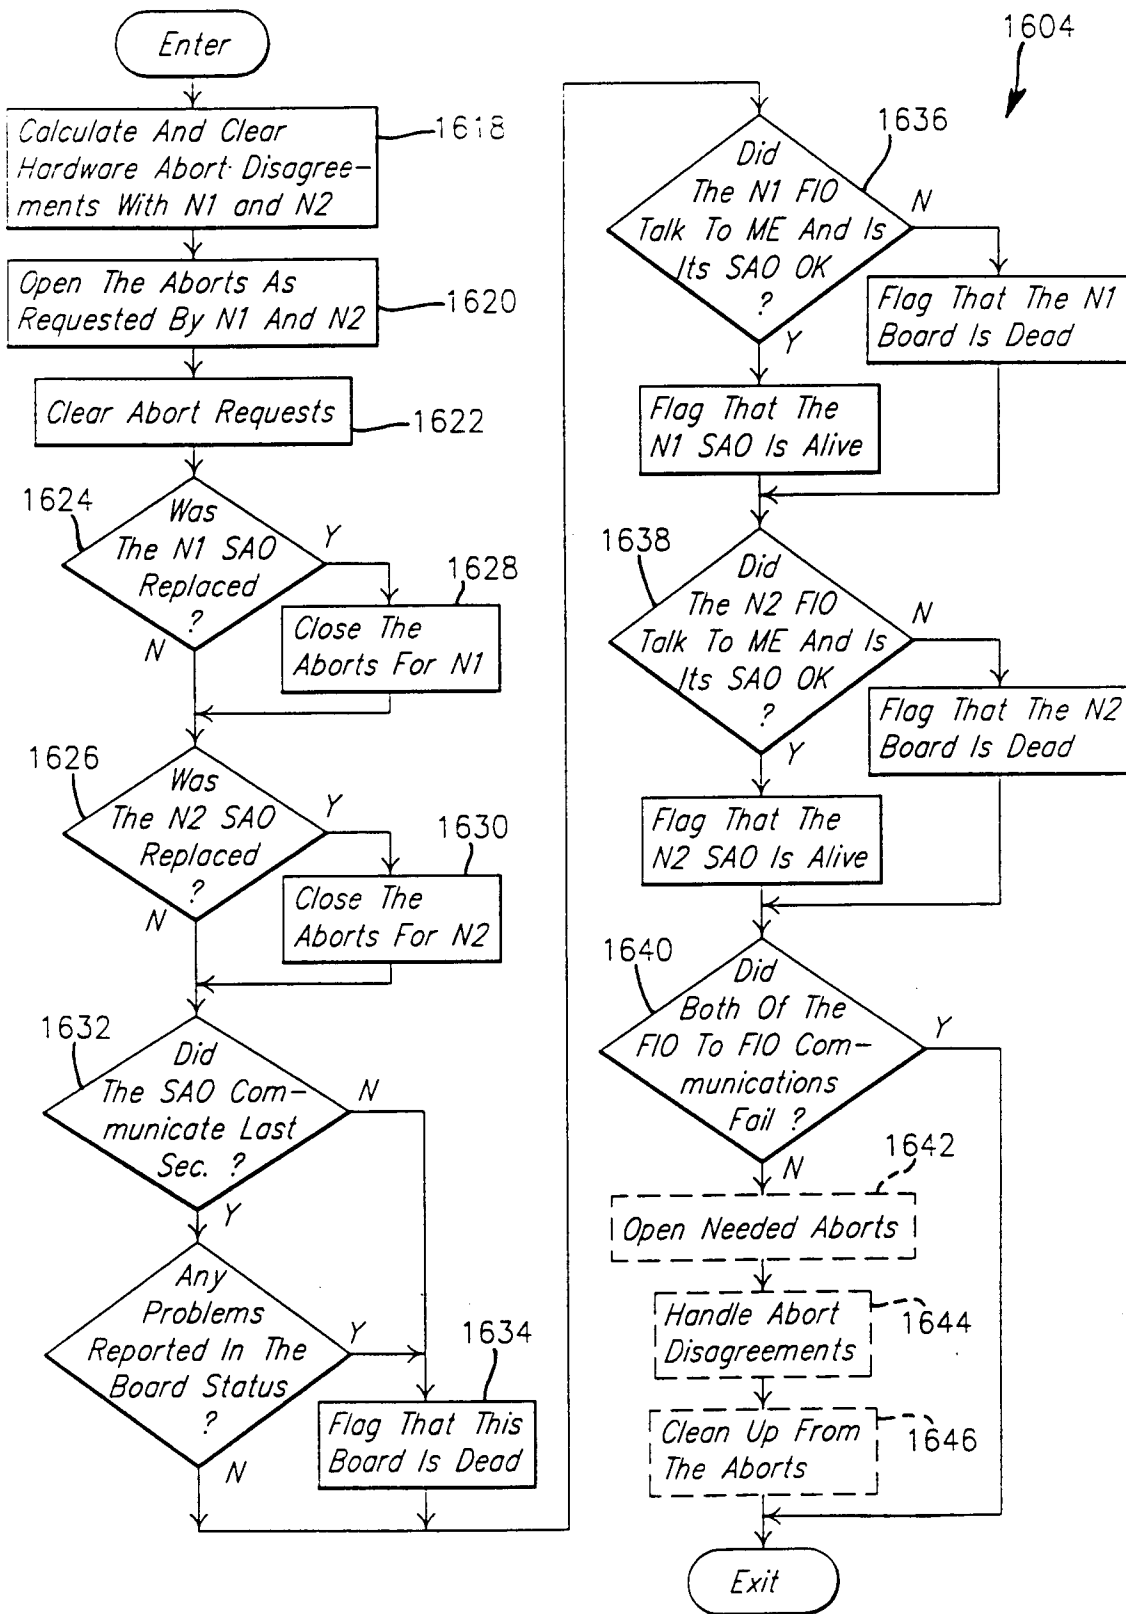 Enter
Calculate And Clear
Hardware Abort Disagree-
ments With N1 and N2
1618
Open The Aborts As
Requested By N1 And N2
1620
Clear Abort Requests
1622
1624
Was
The N1 SAO
Replaced
?
Y
N
1628
Close The
Aborts For N1
1626
Was
The N2 SAO
Replaced
?
Y
N
1630
Close The
Aborts For N2
1632
Did
The SAO Com-
municate Last
Sec. ?
N
Y
Any
Problems
Reported In The
Board Status
?
Y
N
1634
Flag That This
Board Is Dead
1604
1636
Did
The N1 FIO
Talk To ME And Is
Its SAO OK
?
N
Y
Flag That The N1
Board Is Dead
Flag That The
N1 SAO Is Alive
1638
Did
The N2 FIO
Talk To ME And Is
Its SAO OK
?
N
Y
Flag That The N2
Board Is Dead
Flag That The
N2 SAO Is Alive
1640
Did
Both Of The
FIO To FIO Com-
munications
Fail ?
Y
N
1642
Open Needed Aborts
Handle Abort
Disagreements
1644
Clean Up From
The Aborts
1646
Exit